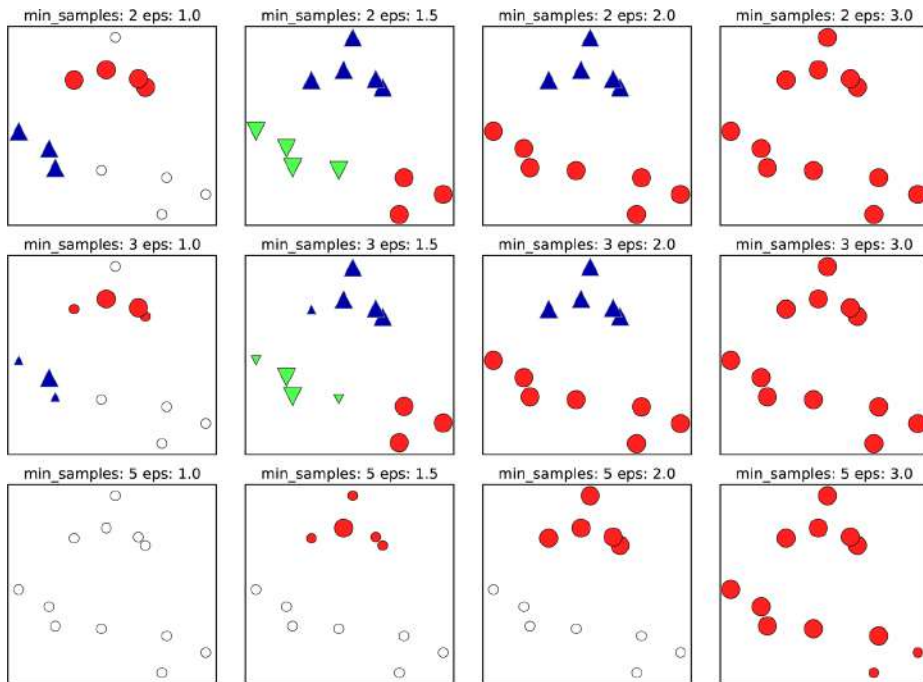 min_samples: 2 eps: 1.0
min_samples: 2 eps: 1.5
min_samples: 2 eps: 2.0
min_samples: 2 eps: 3.0
min_samples: 3 eps: 1.0
min_samples: 3 eps: 1.5
min_samples: 3 eps: 2.0
min_samples: 3 eps: 3.0
min_samples: 5 eps: 1.0
min_samples: 5 eps: 1.5
min_samples: 5 eps: 2.0
min_samples: 5 eps: 3.0